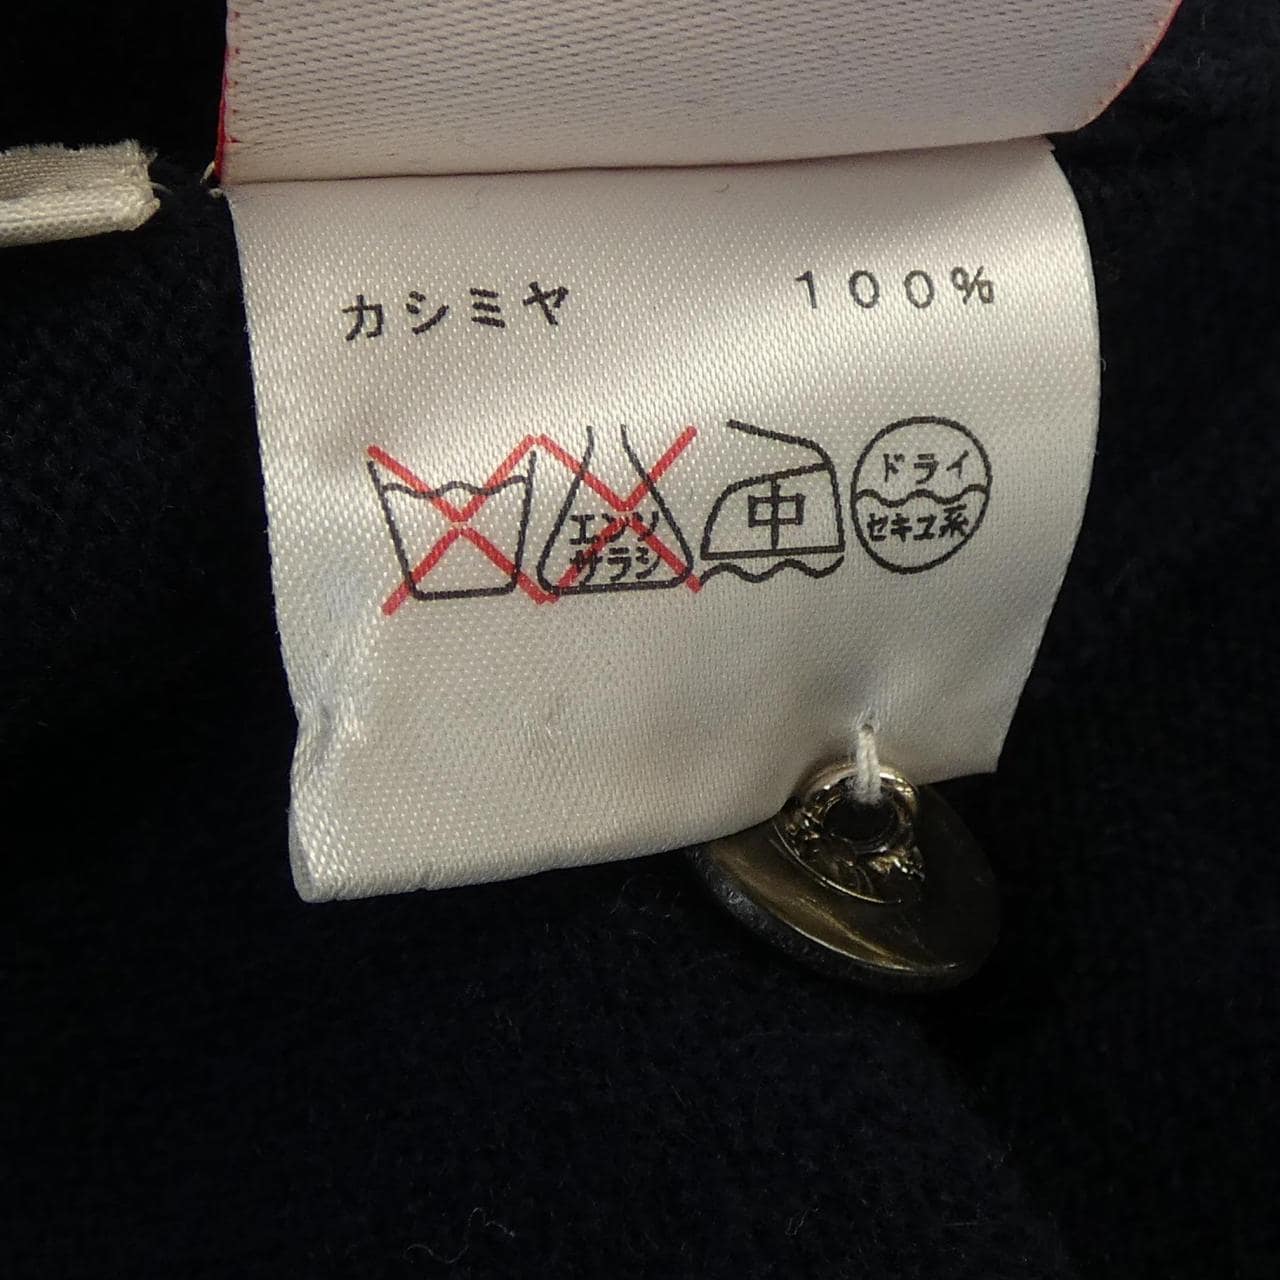 カシミヤ 100%
エンソ
サラシ
中
ドライ
セキユ系